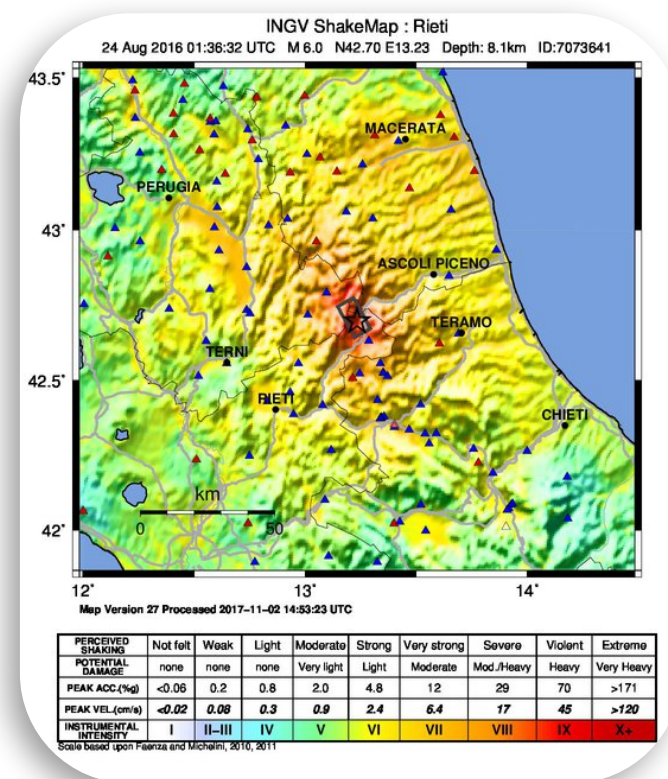 INGV ShakeMap : Rieti
24 Aug 2016 01:36:32 UTC M 6.0 N42.70 E13.23 Depth: 8.1km ID:7073641
43.5°
MACERATA
PERUGIA
43°
ASCOLI PICENO
TERAMO
TERNI
42.5°
RIETI
CHIETI
km
0 50
42°
12° 13° 14°
Map Version 27 Processed 2017-11-02 14:53:23 UTC
PERCEIVED SHAKING Not felt Weak Light Moderate Strong Very strong Severe Violent Extreme
POTENTIAL DAMAGE none none none Very light Light Moderate Mod./Heavy Heavy Very Heavy
PEAK ACC.(%g) <0.06 0.2 0.8 2.0 4.8 12 29 70 >171
PEAK VEL.(cm/s) <0.02 0.08 0.3 0.9 2.4 6.4 17 45 >120
INSTRUMENTAL INTENSITY I II-III IV V VI VII VIII IX X+
Scale based upon Faenza and Michelini, 2010, 2011